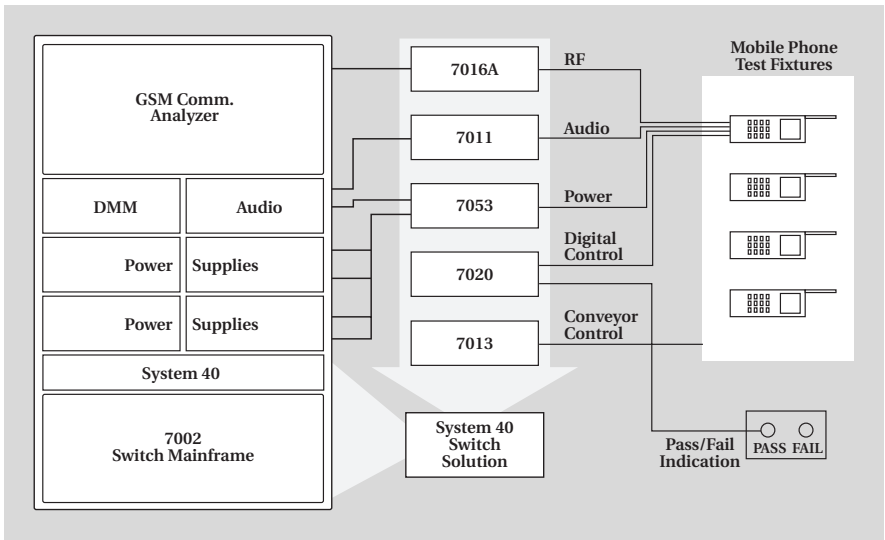 GSM Comm.
Analyzer
DMM
Audio
Power
Supplies
Power
Supplies
System 40
7002
Switch Mainframe
7016A
7011
7053
7020
7013
System 40
Switch
Solution
RF
Audio
Power
Digital
Control
Conveyor
Control
Mobile Phone
Test Fixtures
Pass/Fail
Indication
PASS FAIL